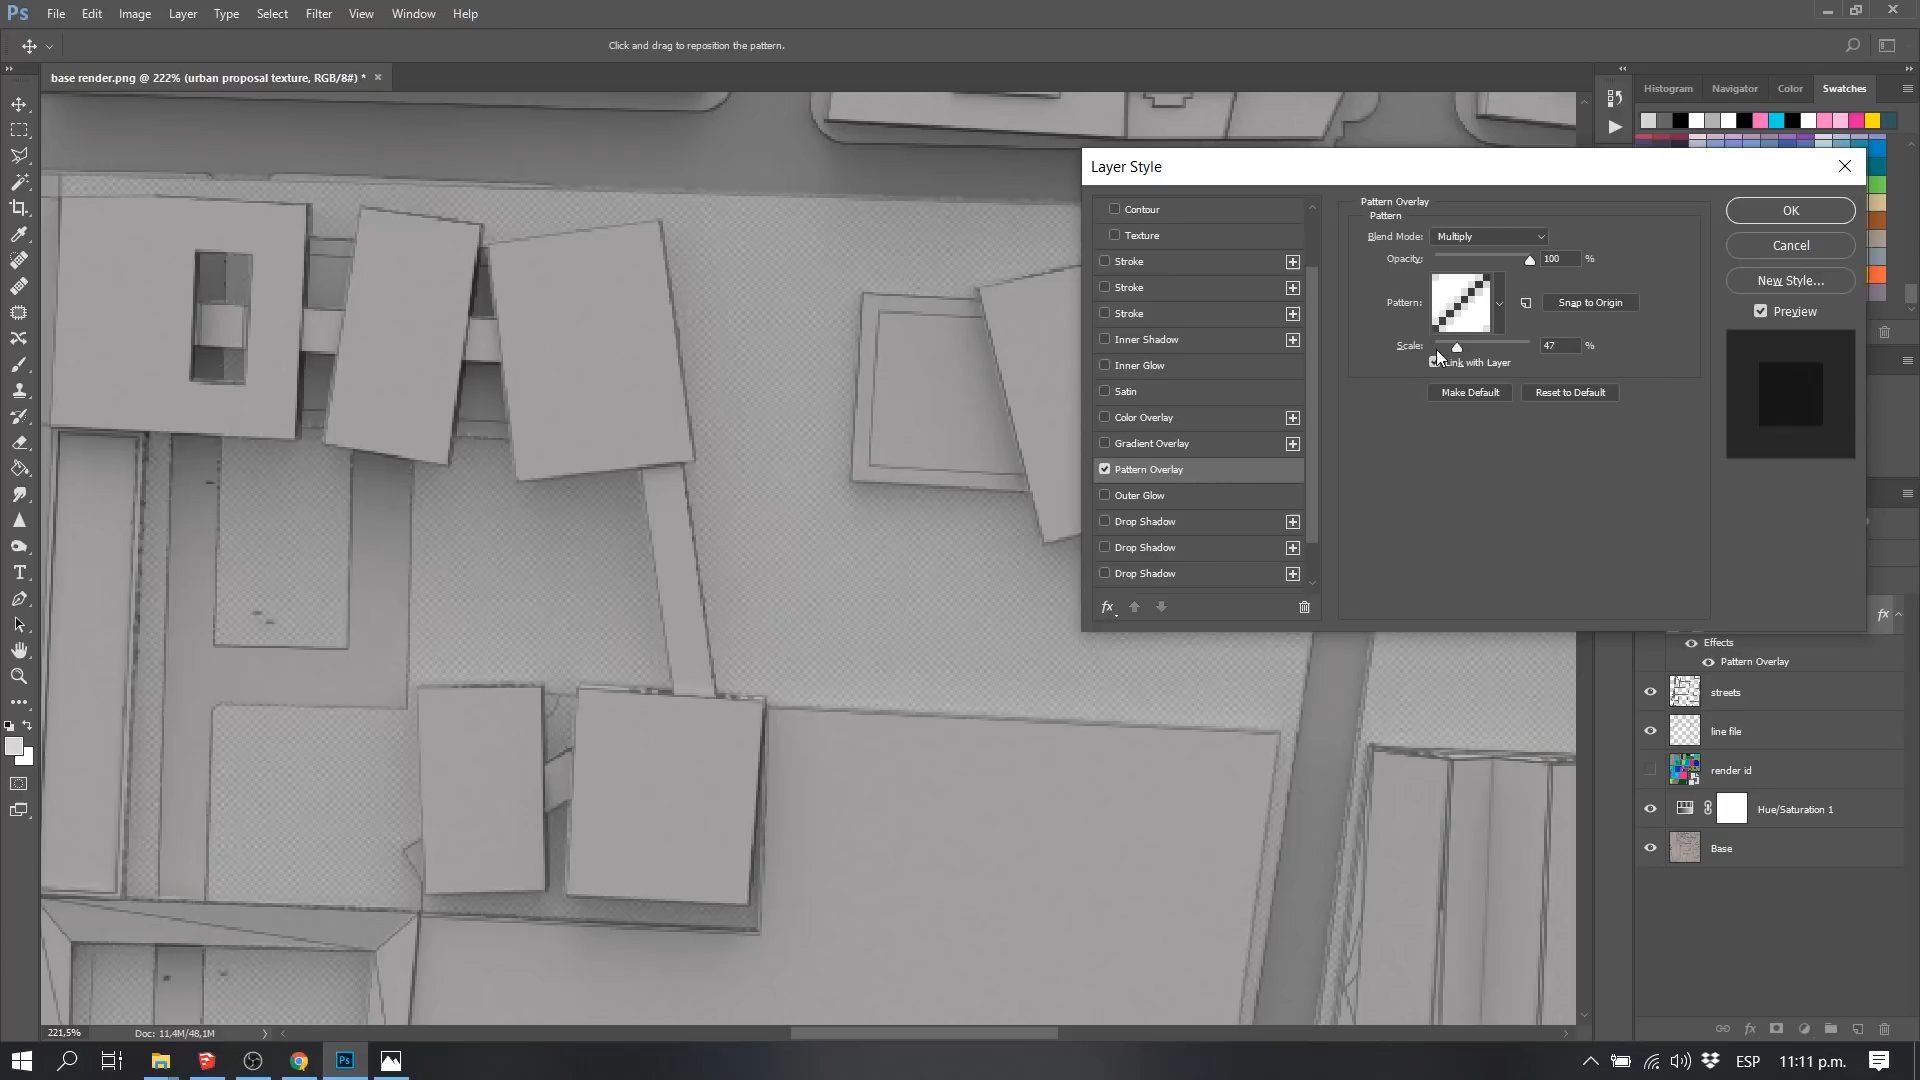 Ps File Edit Image Layer Type Select Filter 3D View Window Help
Click and drag to reposition the pattern.
base render.png @ 222% (urban proposal texture, RGB/8#) * ×
Histogram Navigator Color Swatches
Layer Style
Contour
Texture
Stroke
Stroke
Stroke
Inner Shadow
Inner Glow
Satin
Color Overlay
Gradient Overlay
Pattern Overlay
Outer Glow
Drop Shadow
Drop Shadow
Drop Shadow
fx
Pattern Overlay
Pattern
Blend Mode: Multiply
Opacity: 100 %
Pattern: Snap to Origin
Scale: 47 %
Link with Layer
Make Default Reset to Default
OK
Cancel
New Style...
Preview
fx
Effects
Pattern Overlay
streets
line file
render id
Hue/Saturation 1
Base
fx
221,5% Doc: 11,4M/48,1M
Ps
ESP 11:11 p.m.